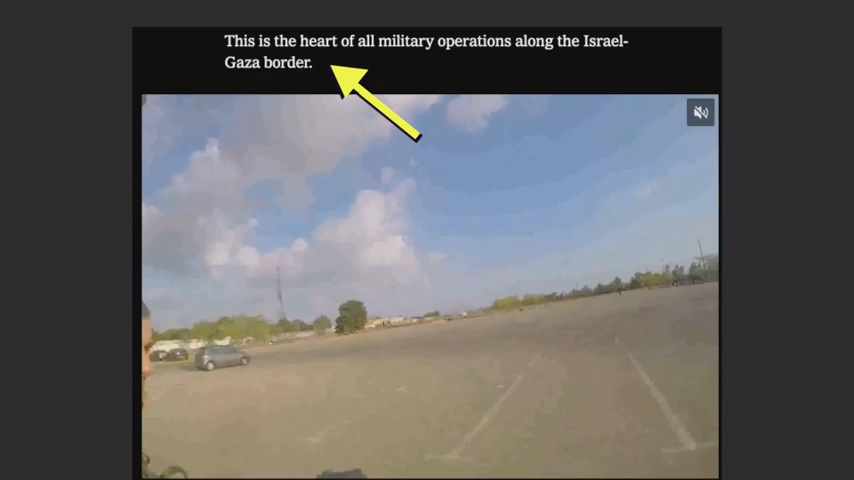 This is the heart of all military operations along the Israel-
Gaza border.